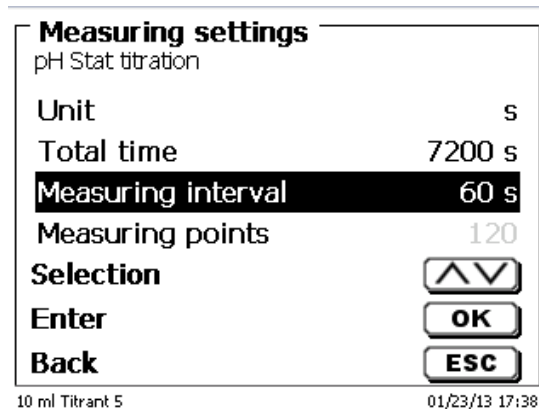 Measuring settings
pH Stat titration
Unit s
Total time 7200 s
Measuring interval 60 s
Measuring points 120
Selection
Enter OK
Back ESC
10 ml Titrant 5 01/23/13 17:38